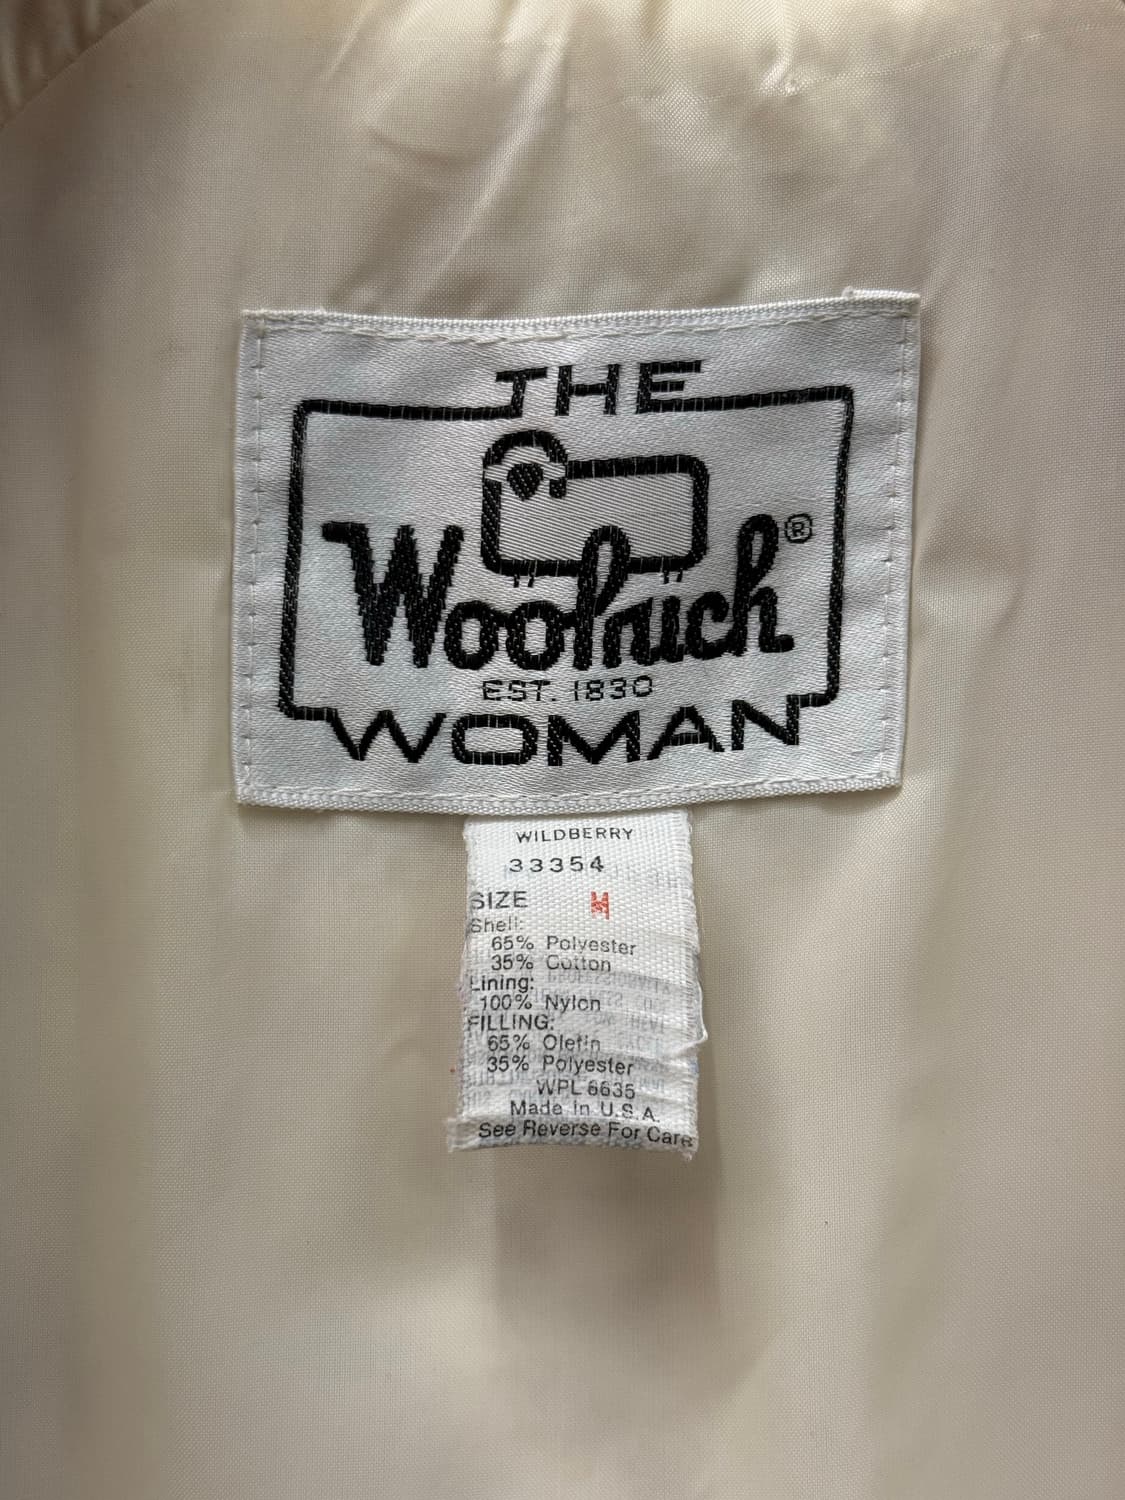 THE
Woolrich®
EST. 1830
WOMAN
WILDBERRY
33354
SIZE M
Shell:
65% Polyester
35% Cotton
Lining:
100% Nylon
FILLING:
65% Olefin
35% Polyester
WPL 6635
Made In U.S.A.
See Reverse For Care